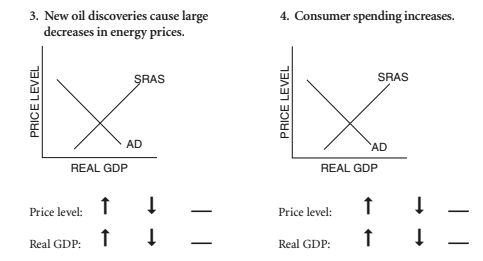 3. New oil discoveries cause large
decreases in energy prices.
PRICE LEVEL
SRAS
AD
REAL GDP
Price level: ↑ ↓ —
Real GDP: ↑ ↓ —
4. Consumer spending increases.
PRICE LEVEL
SRAS
AD
REAL GDP
Price level: ↑ ↓ —
Real GDP: ↑ ↓ —